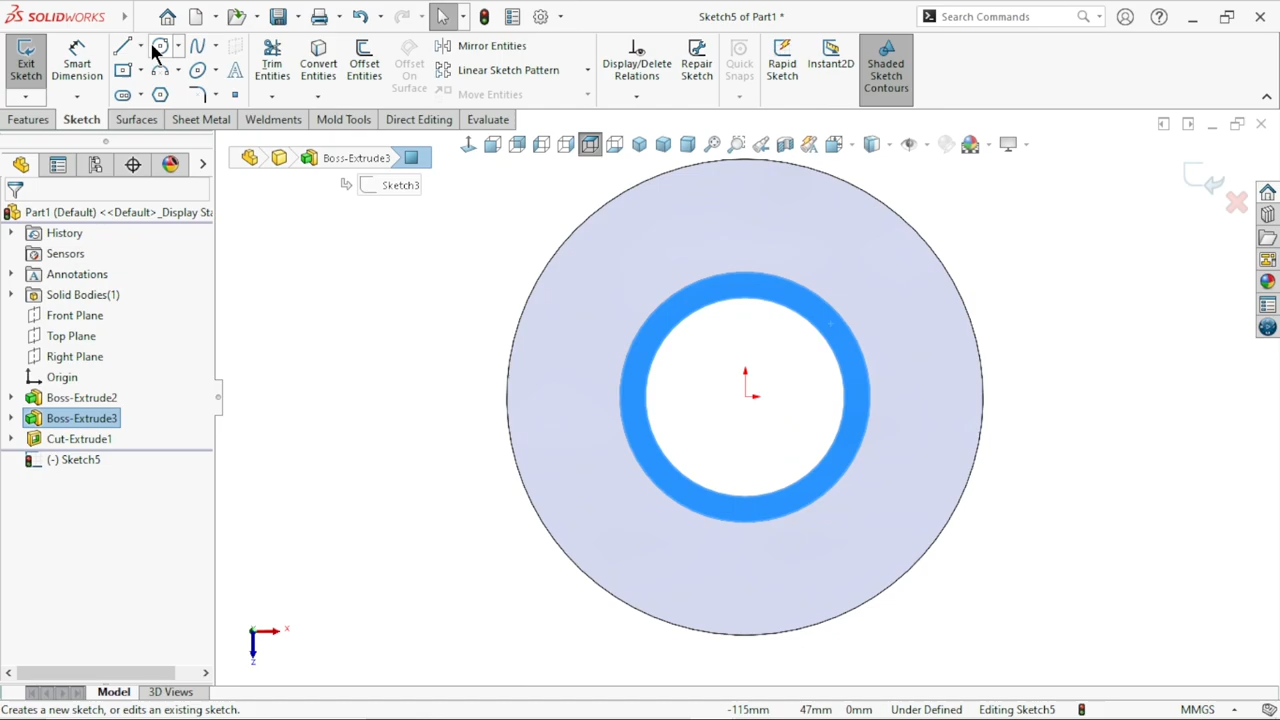 SOLIDWORKS
Sketch5 of Part1 *
Search Commands
Exit Sketch
Smart Dimension
Trim Entities
Convert Entities
Offset Entities
Offset On Surface
Mirror Entities
Linear Sketch Pattern
Move Entities
Display/Delete Relations
Repair Sketch
Quick Snaps
Rapid Sketch
Instant2D
Shaded Sketch Contours
Features
Sketch
Surfaces
Sheet Metal
Weldments
Mold Tools
Direct Editing
Evaluate
Boss-Extrude3
Sketch3
Part1 (Default) <<Default>_Display Sta
History
Sensors
Annotations
Solid Bodies(1)
Front Plane
Top Plane
Right Plane
Origin
Boss-Extrude2
Boss-Extrude3
Cut-Extrude1
(-) Sketch5
X
Z
Model
3D Views
Creates a new sketch, or edits an existing sketch.
-115mm
47mm
0mm
Under Defined
Editing Sketch5
MMGS